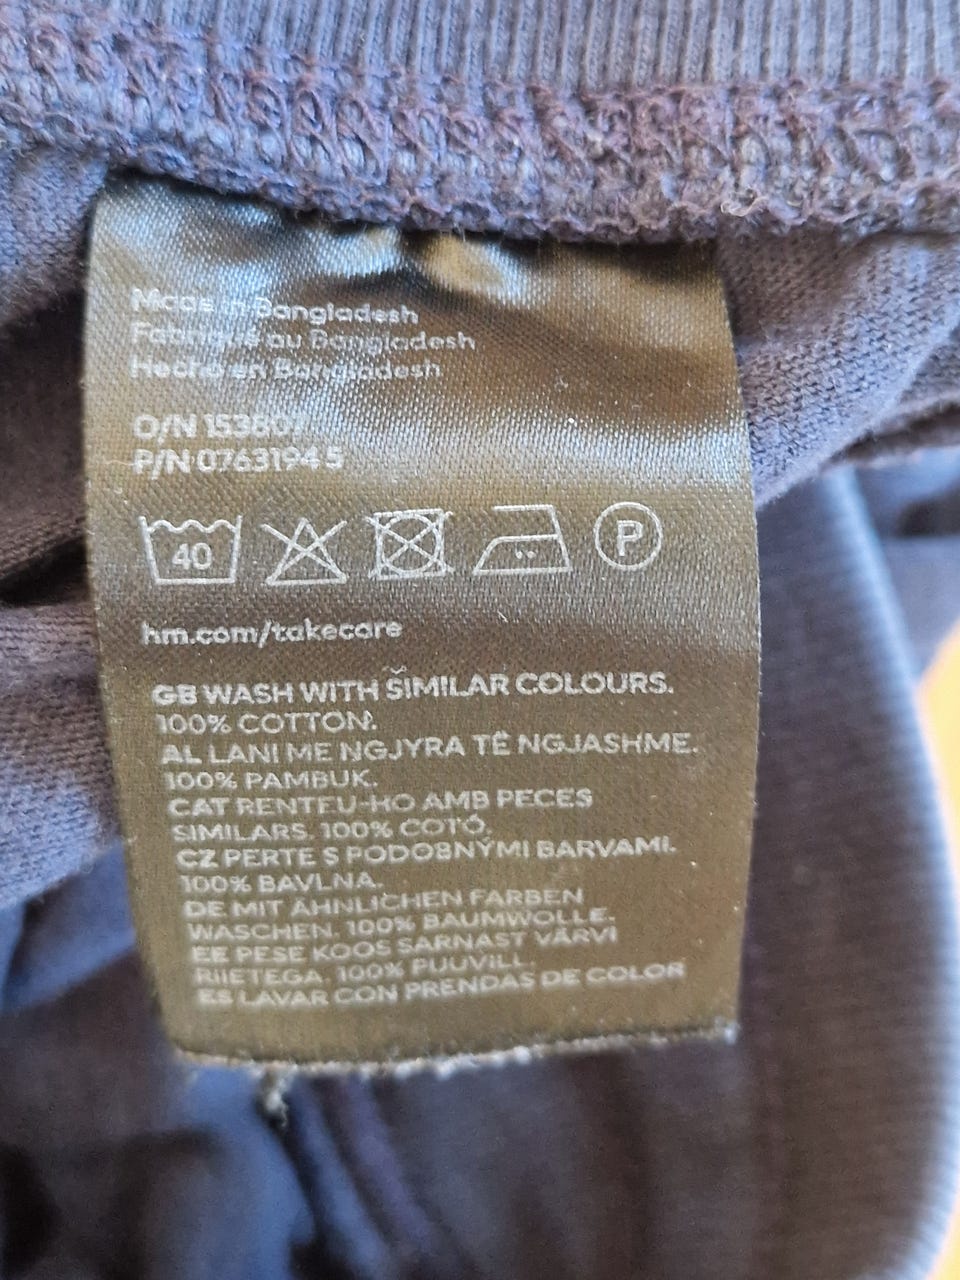 Made in Bangladesh
Fabriqué au Bangladesh
Hecho en Bangladesh
O/N
P/N 07631945
40
P
hm.com/takecare
GB WASH WITH SIMILAR COLOURS.
100% COTTON.
AL LANI ME NGJYRA TË NGJASHME.
100% PAMBUK.
CAT RENTEU-HO AMB PECES
SIMILARS. 100% COTÓ.
CZ PERTE S PODOBNÝMI BARVAMI.
100% BAVLNA.
DE MIT ÄHNLICHEN FARBEN
WASCHEN. 100% BAUMWOLLE.
EE PESE KOOS SARNAST VÄRVI
RIIETEGA. 100% PUUVILL.
ES LAVAR CON PRENDAS DE COLOR